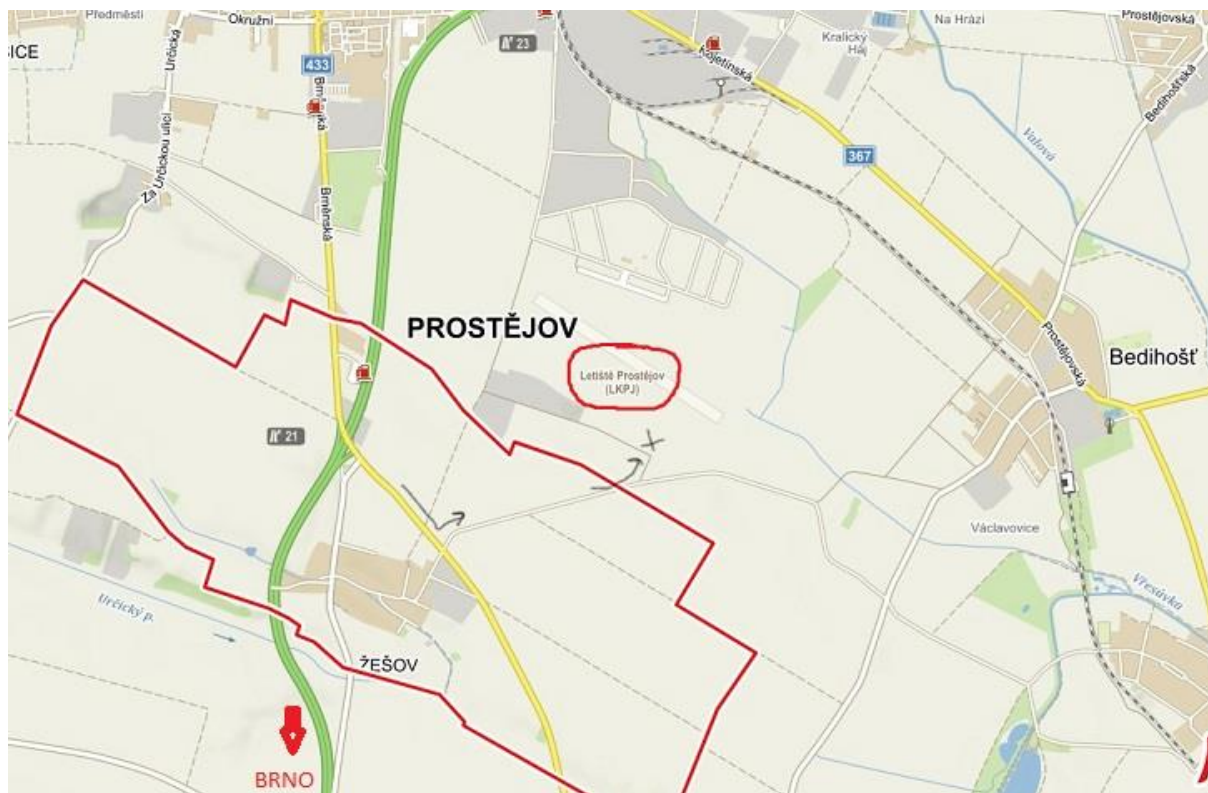 Předměstí
Okružní
Na Hrázi
Prostějovská
Kralický
Háj
23
Kojetínská
433
Brněnská
Určická
Bedihošťská
Valová
367
Za Určickou ulicí
Brněnská
PROSTĚJOV
Letiště Prostějov
(LKPJ)
Prostějovská
Bedihošť
21
X
Václavovice
Vřesůvka
Určický p.
ŽEŠOV
BRNO